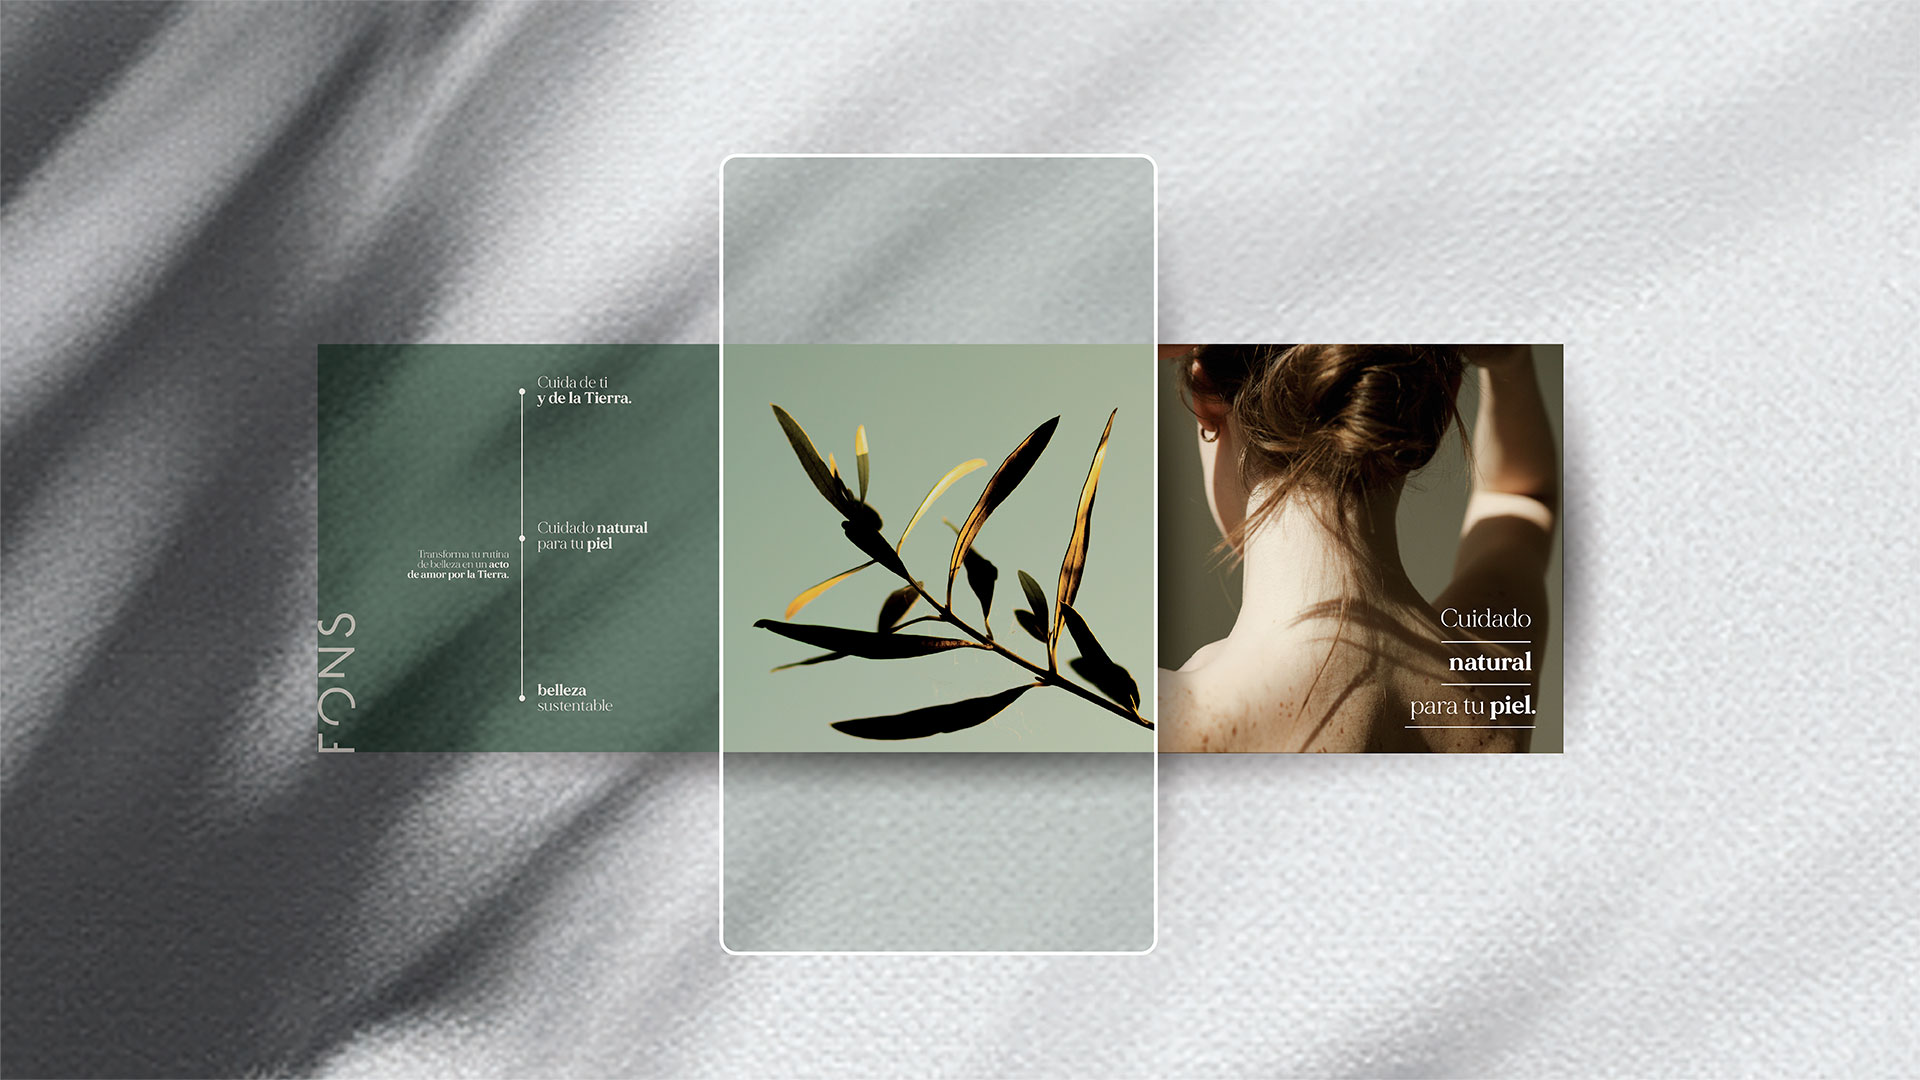 Cuida de ti
y de la Tierra.
Cuidado natural
para tu piel
Transforma tu rutina
de belleza en un acto
de amor por la Tierra.
belleza
sustentable
FONS
Cuidado
natural
para tu piel.